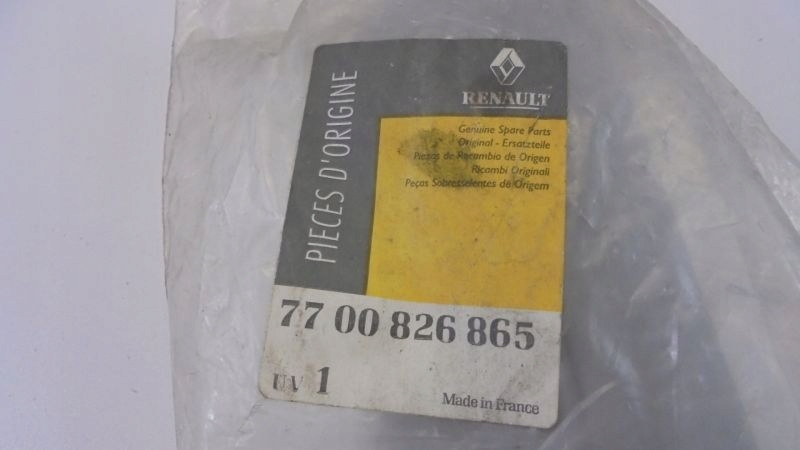 PIECES D'ORIGINE
RENAULT
Genuine Spare Parts
Original - Ersatzteile
Piezas de Recambio de Origen
Ricambi Originali
Peças Sobresselentes de Origem
77 00 826 865
UV 1
Made in France